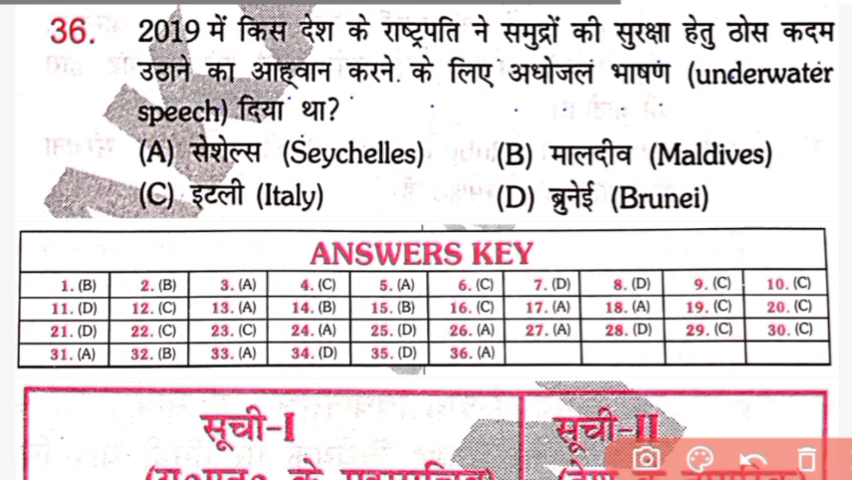 36. 2019 में किस देश के राष्ट्रपति ने समुद्रों की सुरक्षा हेतु ठोस कदम
उठाने का आह्वान करने के लिए अधोजल भाषण (underwater
speech) दिया था?
(A) सेशेल्स (Seychelles) (B) मालदीव (Maldives)
(C) इटली (Italy) (D) ब्रुनेई (Brunei)
ANSWERS KEY
1. (B) 2. (B) 3. (A) 4. (C) 5. (A) 6. (C) 7. (D) 8. (D) 9. (C) 10. (C)
11. (D) 12. (C) 13. (A) 14. (B) 15. (B) 16. (C) 17. (A) 18. (A) 19. (C) 20. (C)
21. (D) 22. (C) 23. (C) 24. (A) 25. (D) 26. (A) 27. (A) 28. (D) 29. (C) 30. (C)
31. (A) 32. (B) 33. (A) 34. (D) 35. (D) 36. (A)
सूची-I सूची-II